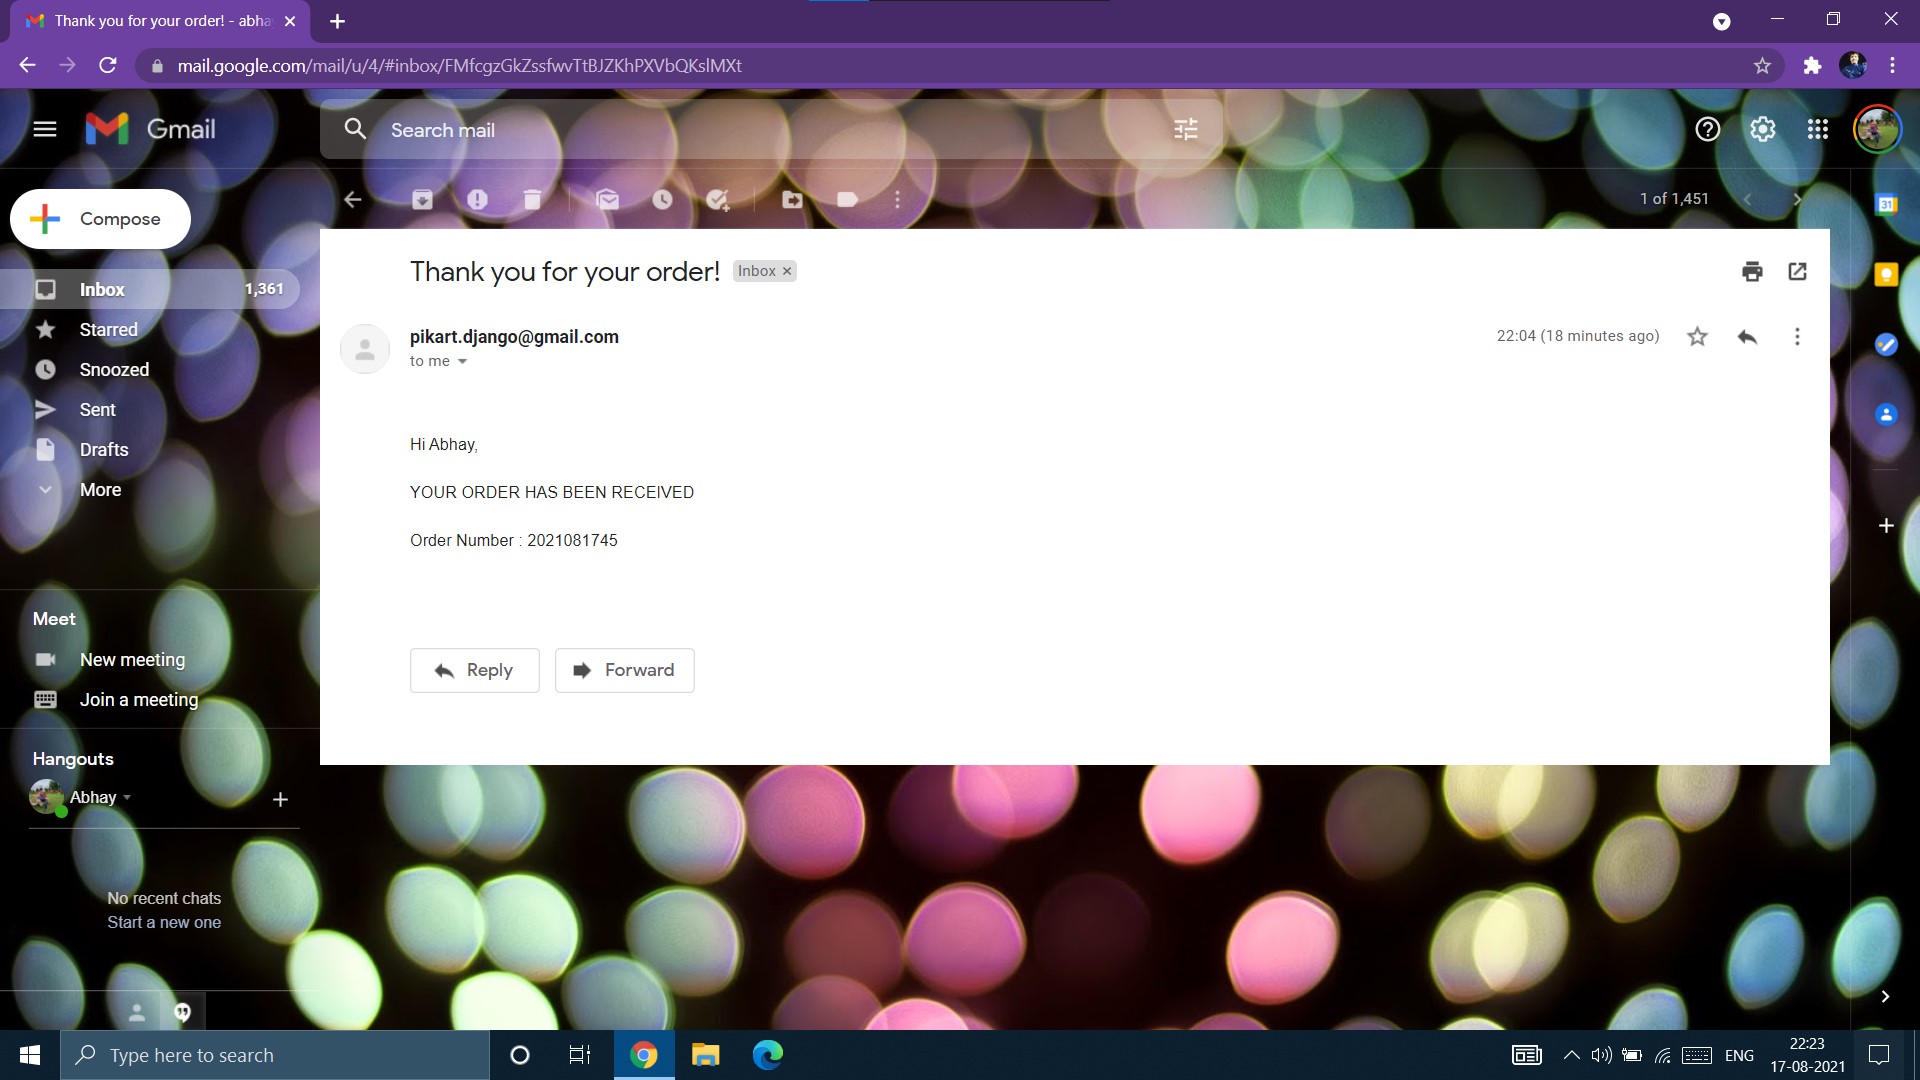 Thank you for your order! - abha
mail.google.com/mail/u/4/#inbox/FMfcgzGkZssfwvTtBJZKhPXVbQKslMXt
Gmail
Search mail
Compose
1 of 1,451
Inbox 1,361
Starred
Snoozed
Sent
Drafts
More
Thank you for your order! Inbox
pikart.django@gmail.com
22:04 (18 minutes ago)
to me
Hi Abhay,
YOUR ORDER HAS BEEN RECEIVED
Order Number : 2021081745
Reply
Forward
Meet
New meeting
Join a meeting
Hangouts
Abhay
No recent chats
Start a new one
31
Type here to search
ENG
22:23
17-08-2021